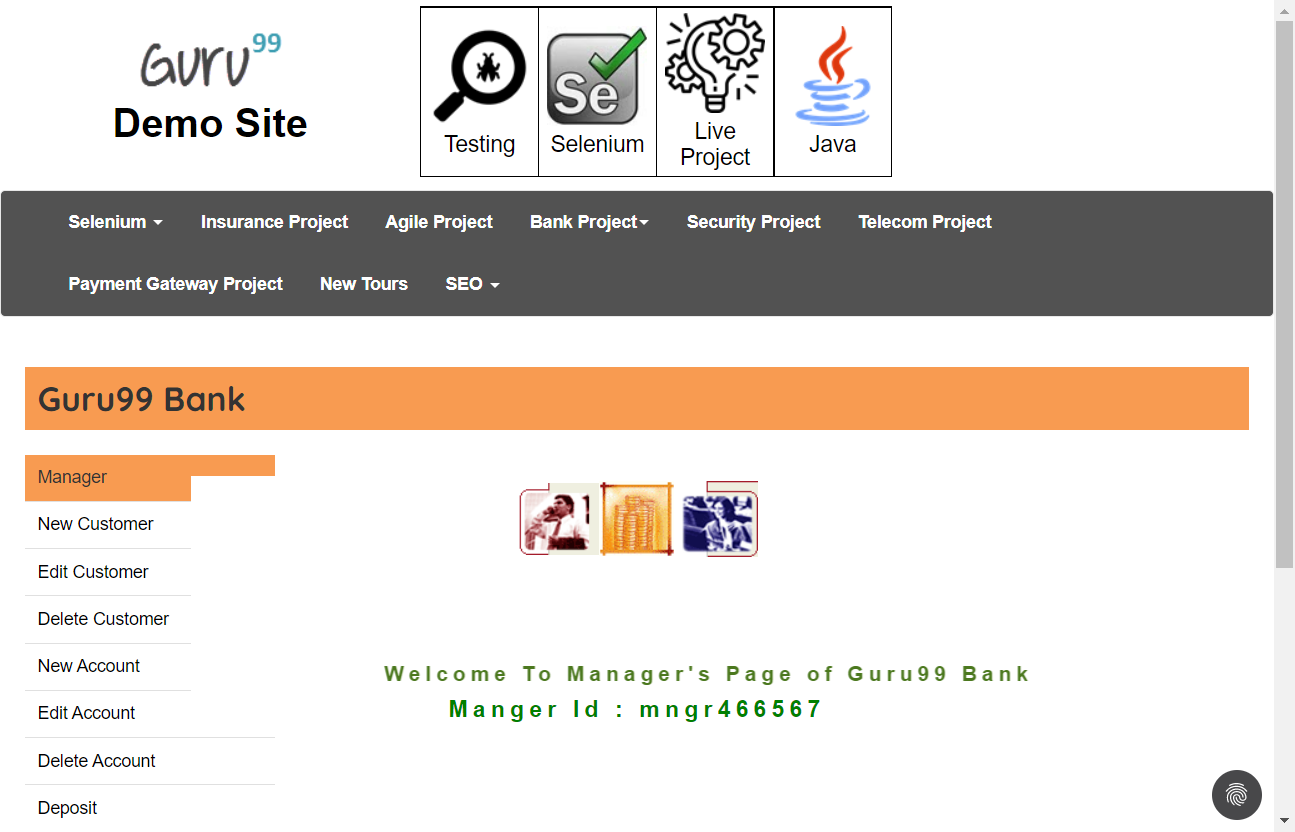 Guru99
Demo Site
Testing
Se
Selenium
Live
Project
Java
Selenium
Insurance Project
Agile Project
Bank Project
Security Project
Telecom Project
Payment Gateway Project
New Tours
SEO
Guru99 Bank
Manager
New Customer
Edit Customer
Delete Customer
New Account
Edit Account
Delete Account
Deposit
Welcome To Manager's Page of Guru99 Bank
Manger Id : mngr466567